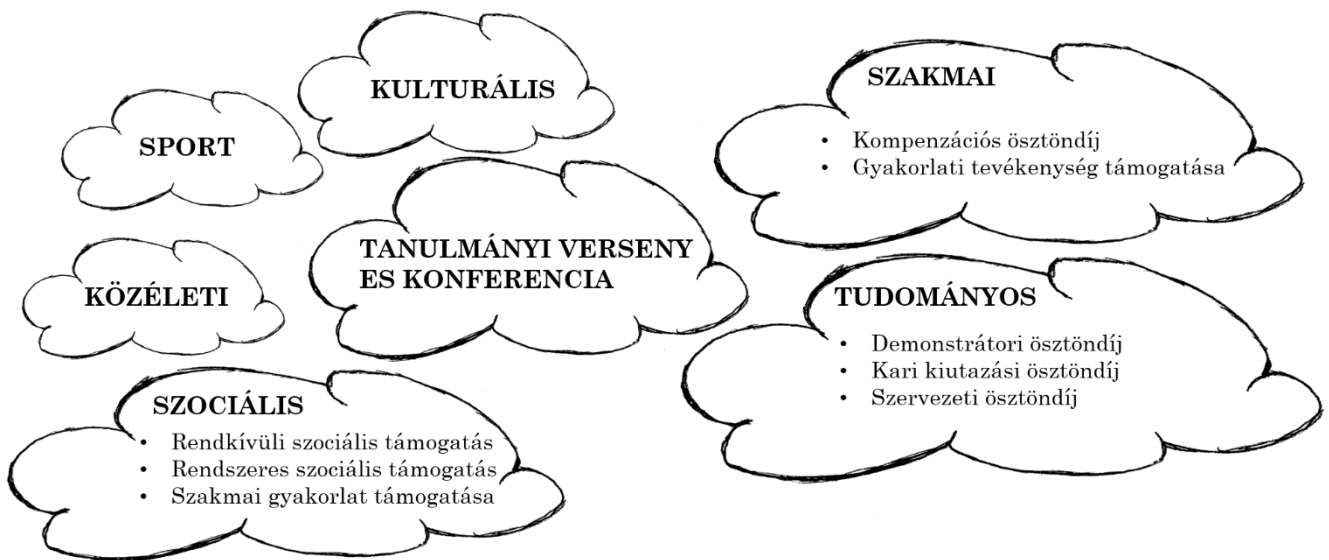 KULTURÁLIS
SPORT
TANULMÁNYI VERSENY
ES KONFERENCIA
KÖZÉLETI
SZOCIÁLIS
• Rendkívüli szociális támogatás
• Rendszeres szociális támogatás
• Szakmai gyakorlat támogatása
SZAKMAI
• Kompenzációs ösztöndíj
• Gyakorlati tevékenység támogatása
TUDOMÁNYOS
• Demonstrátori ösztöndíj
• Kari kiutazási ösztöndíj
• Szervezeti ösztöndíj